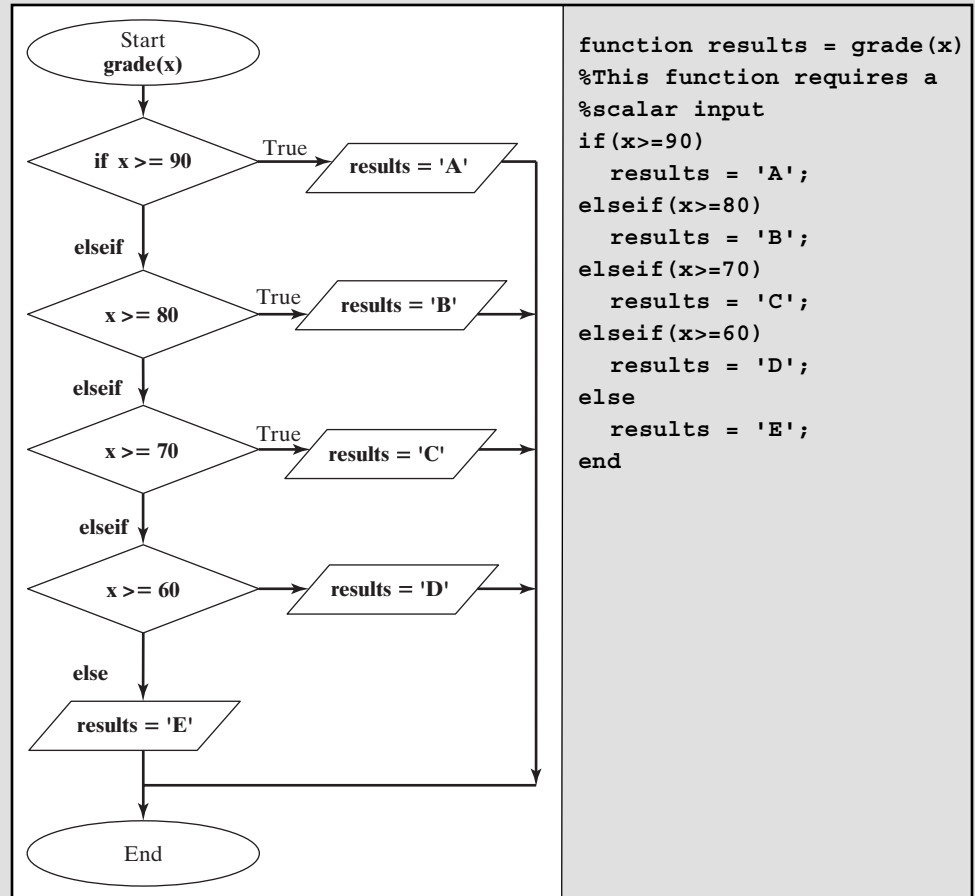 Start
grade(x)
if x >= 90
True
results = 'A'
elseif
x >= 80
True
results = 'B'
elseif
x >= 70
True
results = 'C'
elseif
x >= 60
results = 'D'
else
results = 'E'
End
function results = grade(x)
%This function requires a
%scalar input
if(x>=90)
results = 'A';
elseif(x>=80)
results = 'B';
elseif(x>=70)
results = 'C';
elseif(x>=60)
results = 'D';
else
results = 'E';
end